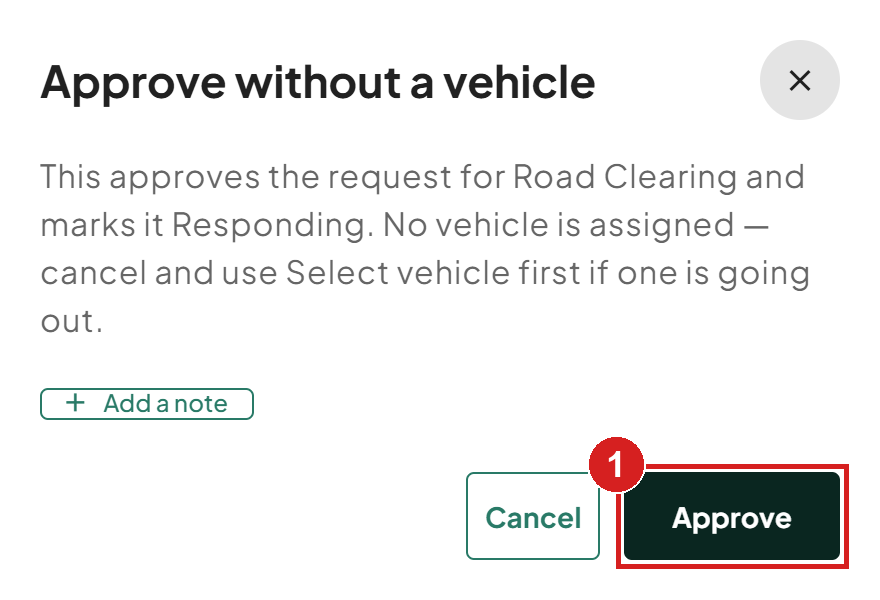 Approve without a vehicle
This approves the request for Road Clearing and
marks it Responding. No vehicle is assigned —
cancel and use Select vehicle first if one is going
out.
+ Add a note
1
Cancel
Approve